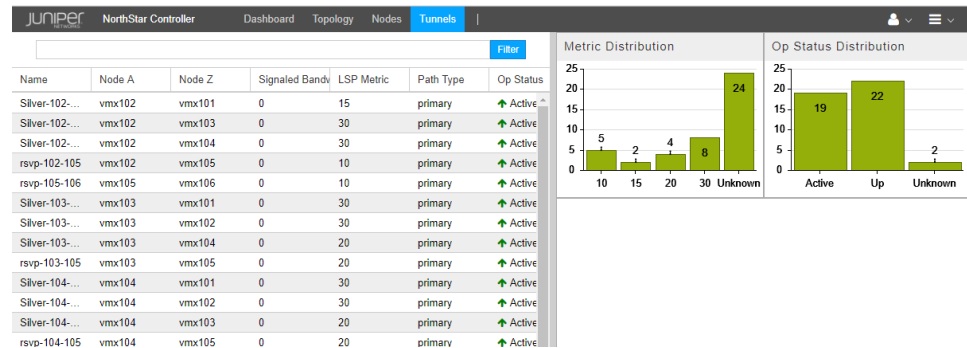 JUNIPER NETWORKS NorthStar Controller Dashboard Topology Nodes Tunnels
Filter
Name Node A Node Z Signaled Bandw LSP Metric Path Type Op Status
Silver-102-... vmx102 vmx101 0 15 primary Active
Silver-102-... vmx102 vmx103 0 30 primary Active
Silver-102-... vmx102 vmx104 0 30 primary Active
rsvp-102-105 vmx102 vmx105 0 10 primary Active
rsvp-105-106 vmx105 vmx106 0 10 primary Active
Silver-103-... vmx103 vmx101 0 30 primary Active
Silver-103-... vmx103 vmx102 0 30 primary Active
Silver-103-... vmx103 vmx104 0 20 primary Active
rsvp-103-105 vmx103 vmx105 0 20 primary Active
Silver-104-... vmx104 vmx101 0 30 primary Active
Silver-104-... vmx104 vmx102 0 30 primary Active
Silver-104-... vmx104 vmx103 0 20 primary Active
rsvp-104-105 vmx104 vmx105 0 20 primary Active
Metric Distribution
25
20
15
10
5
0
5 2 4 8 24
10 15 20 30 Unknown
Op Status Distribution
25
20
15
10
5
0
19 22 2
Active Up Unknown